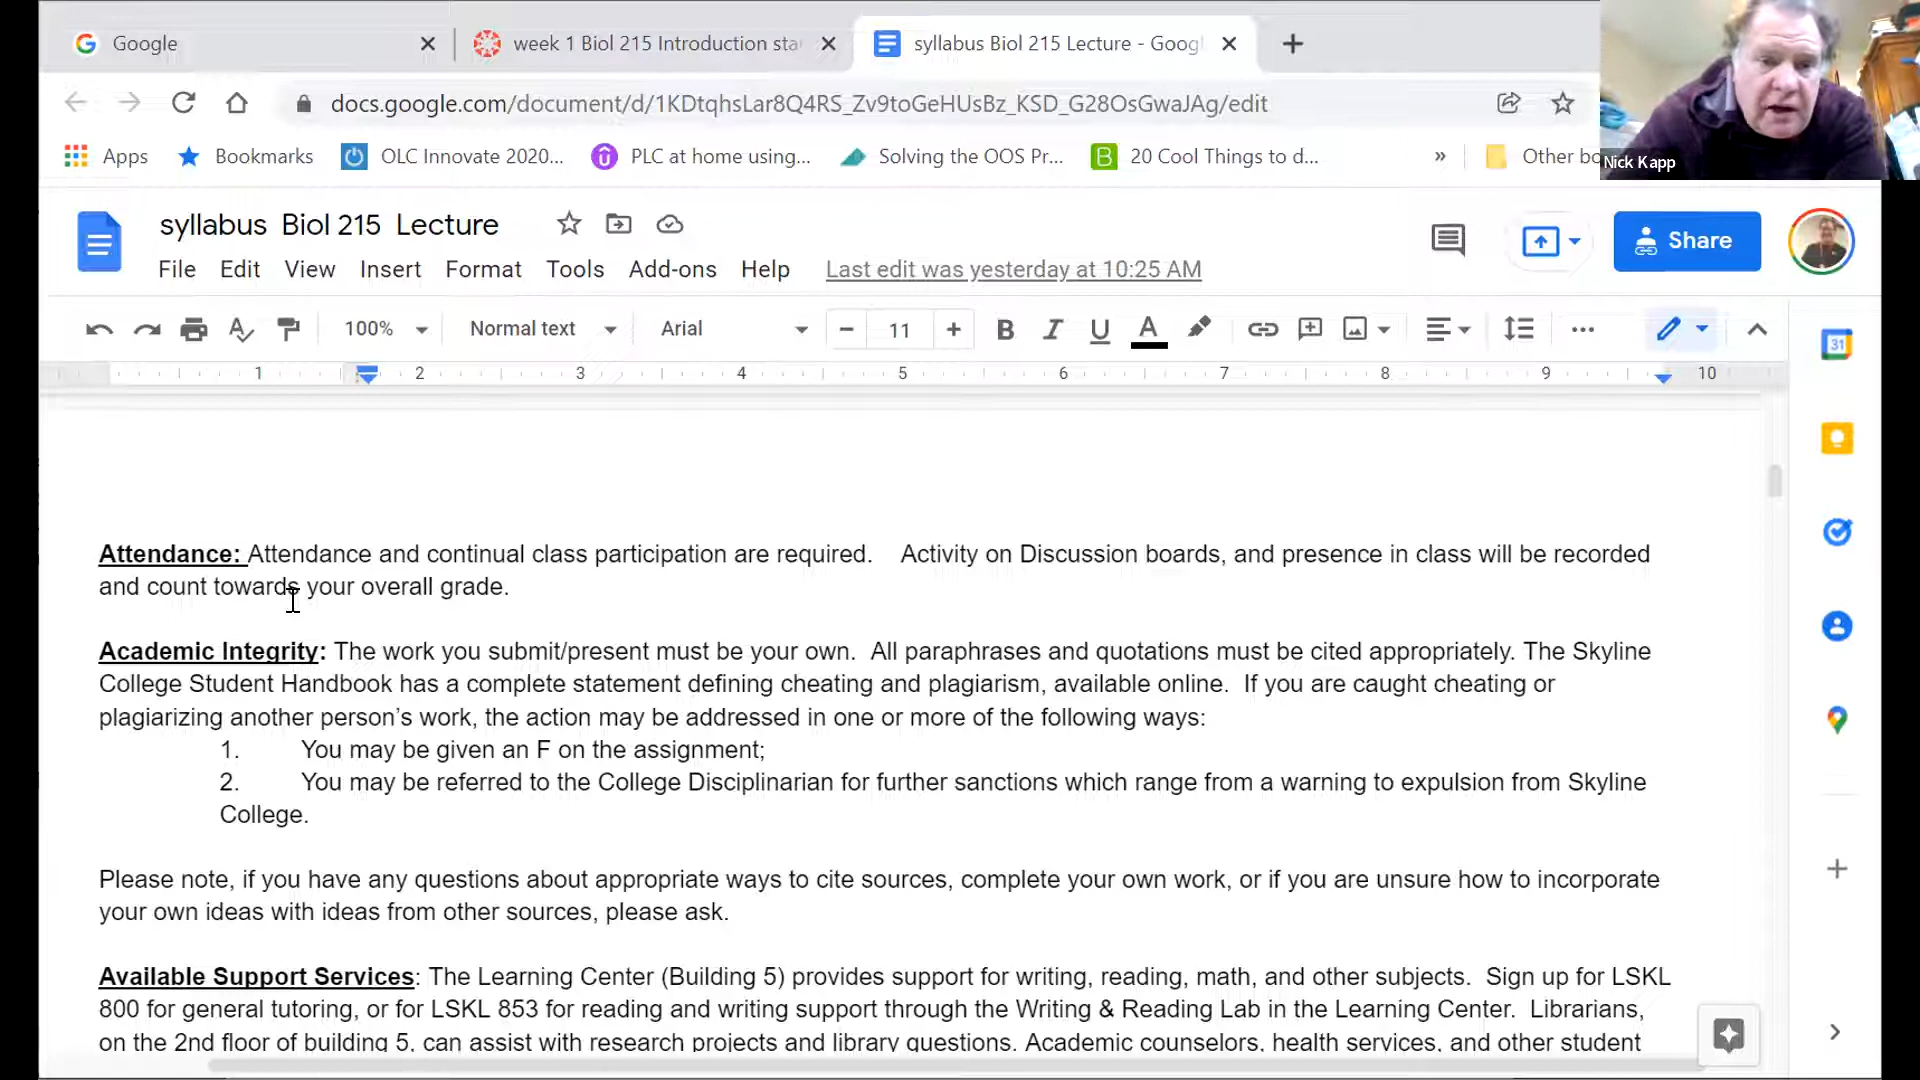 Google
week 1 Biol 215 Introduction sta
syllabus Biol 215 Lecture - Googl
docs.google.com/document/d/1KDtqhsLar8Q4RS_Zv9toGeHUsBz_KSD_G28OsGwaJAg/edit
Apps
Bookmarks
OLC Innovate 2020...
PLC at home using...
Solving the OOS Pr...
20 Cool Things to d...
»
Other bo
Nick Kapp
syllabus Biol 215 Lecture
Share
File Edit View Insert Format Tools Add-ons Help Last edit was yesterday at 10:25 AM
100% Normal text Arial − 11 + B I U A
31
1 2 3 4 5 6 7 8 9 10
Attendance: Attendance and continual class participation are required. Activity on Discussion boards, and presence in class will be recorded
and count towards your overall grade.
Academic Integrity: The work you submit/present must be your own. All paraphrases and quotations must be cited appropriately. The Skyline
College Student Handbook has a complete statement defining cheating and plagiarism, available online. If you are caught cheating or
plagiarizing another person’s work, the action may be addressed in one or more of the following ways:
1. You may be given an F on the assignment;
2. You may be referred to the College Disciplinarian for further sanctions which range from a warning to expulsion from Skyline
College.
Please note, if you have any questions about appropriate ways to cite sources, complete your own work, or if you are unsure how to incorporate
your own ideas with ideas from other sources, please ask.
Available Support Services: The Learning Center (Building 5) provides support for writing, reading, math, and other subjects. Sign up for LSKL
800 for general tutoring, or for LSKL 853 for reading and writing support through the Writing & Reading Lab in the Learning Center. Librarians,
on the 2nd floor of building 5, can assist with research projects and library questions. Academic counselors, health services, and other student